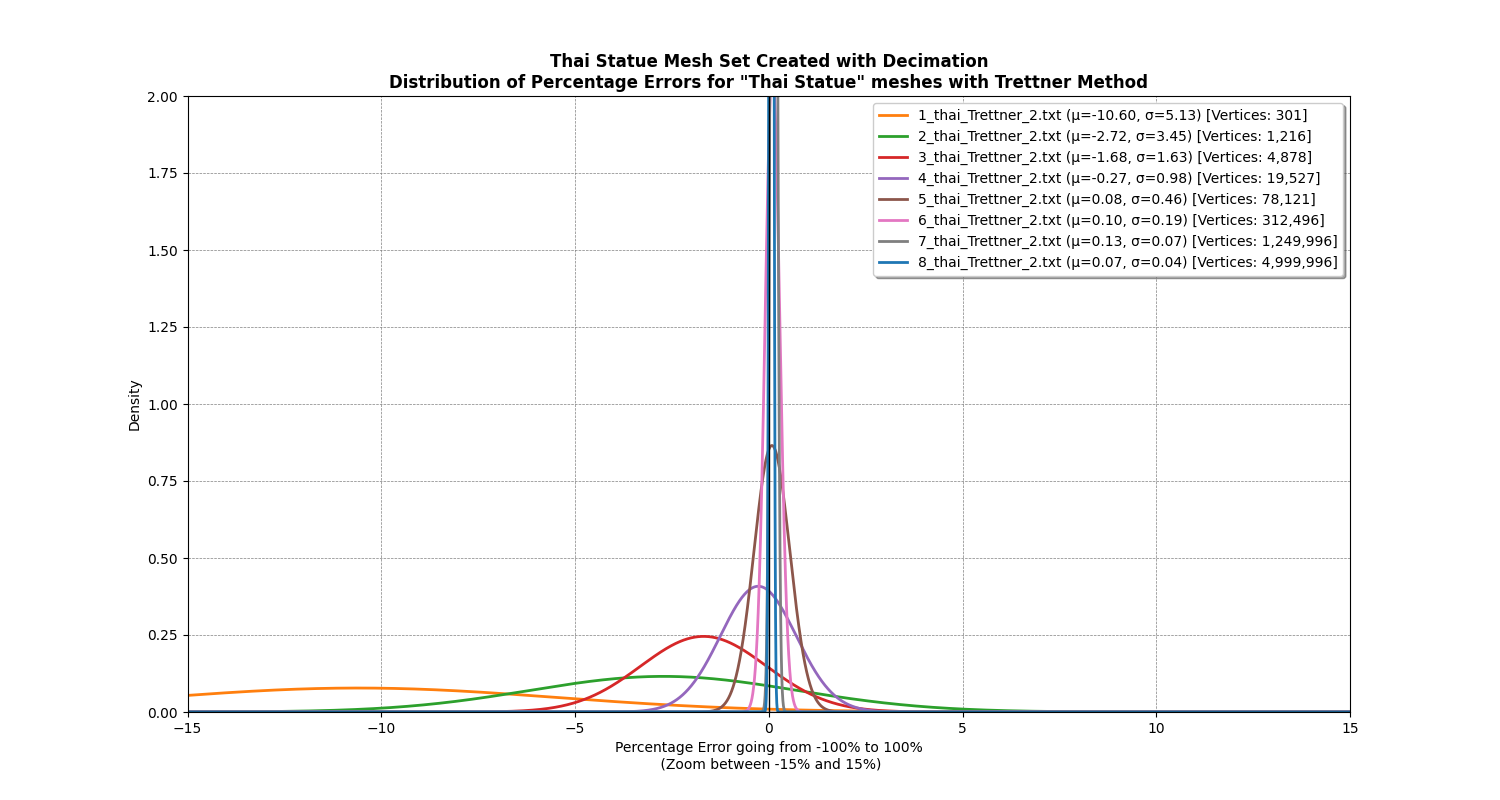 Thai Statue Mesh Set Created with Decimation
Distribution of Percentage Errors for "Thai Statue" meshes with Trettner Method
2.00
1.75
1.50
1.25
1.00
0.75
0.50
0.25
0.00
Density
1_thai_Trettner_2.txt (μ=-10.60, σ=5.13) [Vertices: 301]
2_thai_Trettner_2.txt (μ=-2.72, σ=3.45) [Vertices: 1,216]
3_thai_Trettner_2.txt (μ=-1.68, σ=1.63) [Vertices: 4,878]
4_thai_Trettner_2.txt (μ=-0.27, σ=0.98) [Vertices: 19,527]
5_thai_Trettner_2.txt (μ=0.08, σ=0.46) [Vertices: 78,121]
6_thai_Trettner_2.txt (μ=0.10, σ=0.19) [Vertices: 312,496]
7_thai_Trettner_2.txt (μ=0.13, σ=0.07) [Vertices: 1,249,996]
8_thai_Trettner_2.txt (μ=0.07, σ=0.04) [Vertices: 4,999,996]
−15 −10 −5 0 5 10 15
Percentage Error going from -100% to 100%
(Zoom between -15% and 15%)